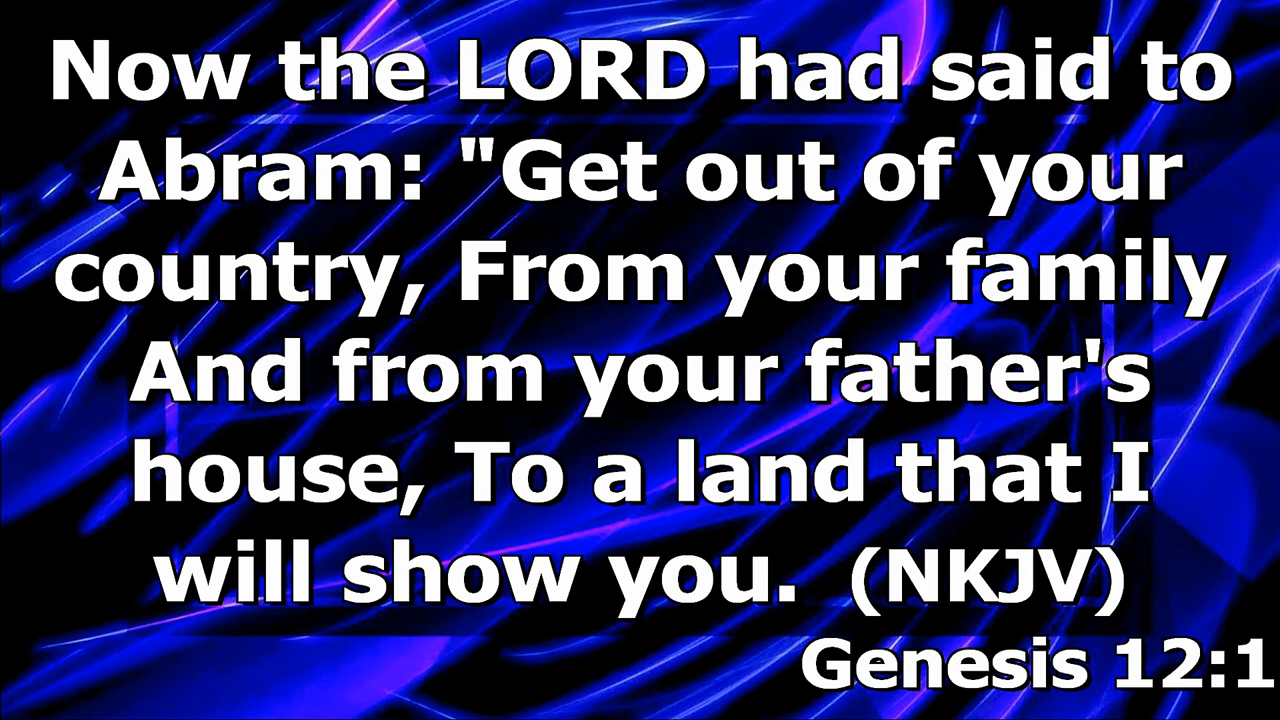 Now the LORD had said to
Abram: "Get out of your
country, From your family
And from your father's
house, To a land that I
will show you.  (NKJV)
Genesis 12:1